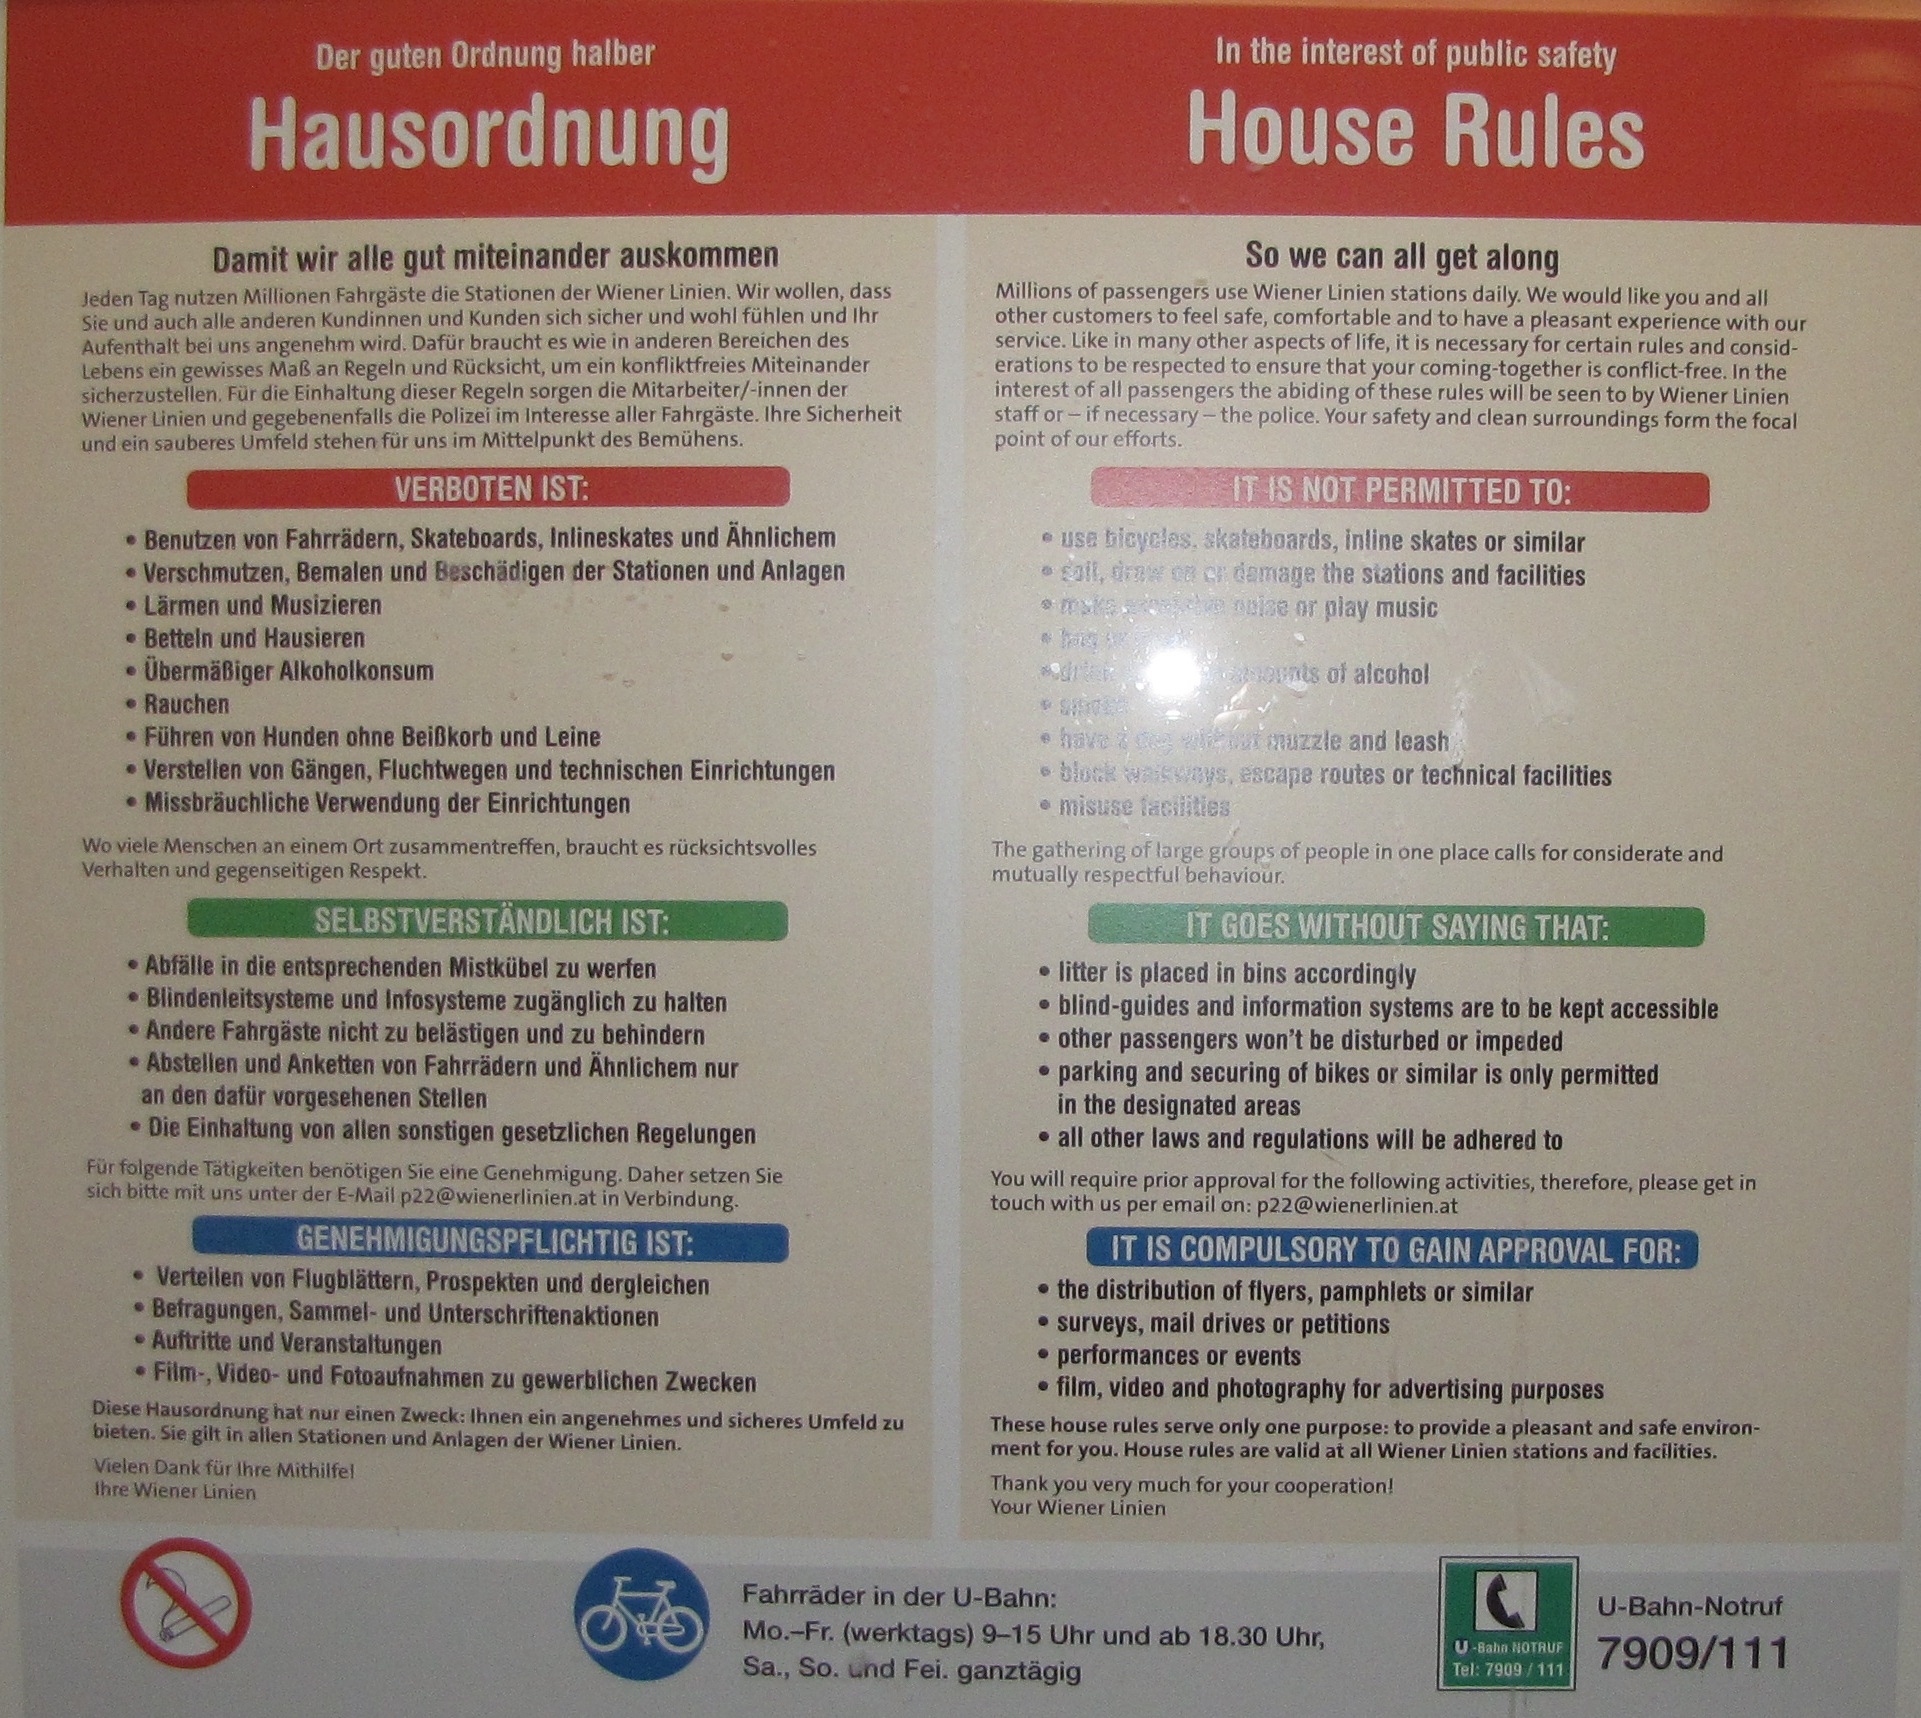 Der guten Ordnung halber
Hausordnung
Damit wir alle gut miteinander auskommen
Jeden Tag nutzen Millionen Fahrgäste die Stationen der Wiener Linien. Wir wollen, dass
Sie und auch alle anderen Kundinnen und Kunden sich sicher und wohl fühlen und Ihr
Aufenthalt bei uns angenehm wird. Dafür braucht es wie in anderen Bereichen des
Lebens ein gewisses Maß an Regeln und Rücksicht, um ein konfliktfreies Miteinander
sicherzustellen. Für die Einhaltung dieser Regeln sorgen die Mitarbeiter/-innen der
Wiener Linien und gegebenenfalls die Polizei im Interesse aller Fahrgäste. Ihre Sicherheit
und ein sauberes Umfeld stehen für uns im Mittelpunkt des Bemühens.
VERBOTEN IST:
• Benutzen von Fahrrädern, Skateboards, Inlineskates und Ähnlichem
• Verschmutzen, Bemalen und Beschädigen der Stationen und Anlagen
• Lärmen und Musizieren
• Betteln und Hausieren
• Übermäßiger Alkoholkonsum
• Rauchen
• Führen von Hunden ohne Beißkorb und Leine
• Verstellen von Gängen, Fluchtwegen und technischen Einrichtungen
• Missbräuchliche Verwendung der Einrichtungen
Wo viele Menschen an einem Ort zusammentreffen, braucht es rücksichtsvolles
Verhalten und gegenseitigen Respekt.
SELBSTVERSTÄNDLICH IST:
• Abfälle in die entsprechenden Mistkübel zu werfen
• Blindenleitsysteme und Infosysteme zugänglich zu halten
• Andere Fahrgäste nicht zu belästigen und zu behindern
• Abstellen und Anketten von Fahrrädern und Ähnlichem nur
an den dafür vorgesehenen Stellen
• Die Einhaltung von allen sonstigen gesetzlichen Regelungen
Für folgende Tätigkeiten benötigen Sie eine Genehmigung. Daher setzen Sie
sich bitte mit uns unter der E-Mail p22@wienerlinien.at in Verbindung.
GENEHMIGUNGSPFLICHTIG IST:
• Verteilen von Flugblättern, Prospekten und dergleichen
• Befragungen, Sammel- und Unterschriftenaktionen
• Auftritte und Veranstaltungen
• Film-, Video- und Fotoaufnahmen zu gewerblichen Zwecken
Diese Hausordnung hat nur einen Zweck: Ihnen ein angenehmes und sicheres Umfeld zu
bieten. Sie gilt in allen Stationen und Anlagen der Wiener Linien.
Vielen Dank für Ihre Mithilfe!
Ihre Wiener Linien
In the interest of public safety
House Rules
So we can all get along
Millions of passengers use Wiener Linien stations daily. We would like you and all
other customers to feel safe, comfortable and to have a pleasant experience with our
service. Like in many other aspects of life, it is necessary for certain rules and consid-
erations to be respected to ensure that your coming-together is conflict-free. In the
interest of all passengers the abiding of these rules will be seen to by Wiener Linien
staff or – if necessary – the police. Your safety and clean surroundings form the focal
point of our efforts.
IT IS NOT PERMITTED TO:
• use bicycles, skateboards, inline skates or similar
• soil, draw on or damage the stations and facilities
• make excessive noise or play music
• beg
• drink amounts of alcohol
• smoke
• have a dog without muzzle and leash
• block walkways, escape routes or technical facilities
• misuse facilities
The gathering of large groups of people in one place calls for considerate and
mutually respectful behaviour.
IT GOES WITHOUT SAYING THAT:
• litter is placed in bins accordingly
• blind-guides and information systems are to be kept accessible
• other passengers won't be disturbed or impeded
• parking and securing of bikes or similar is only permitted
in the designated areas
• all other laws and regulations will be adhered to
You will require prior approval for the following activities, therefore, please get in
touch with us per email on: p22@wienerlinien.at
IT IS COMPULSORY TO GAIN APPROVAL FOR:
• the distribution of flyers, pamphlets or similar
• surveys, mail drives or petitions
• performances or events
• film, video and photography for advertising purposes
These house rules serve only one purpose: to provide a pleasant and safe environ-
ment for you. House rules are valid at all Wiener Linien stations and facilities.
Thank you very much for your cooperation!
Your Wiener Linien
Fahrräder in der U-Bahn:
Mo.–Fr. (werktags) 9–15 Uhr und ab 18.30 Uhr,
Sa., So. und Fei. ganztägig
U-Bahn NOTRUF
Tel: 7909 / 111
U-Bahn-Notruf
7909/111